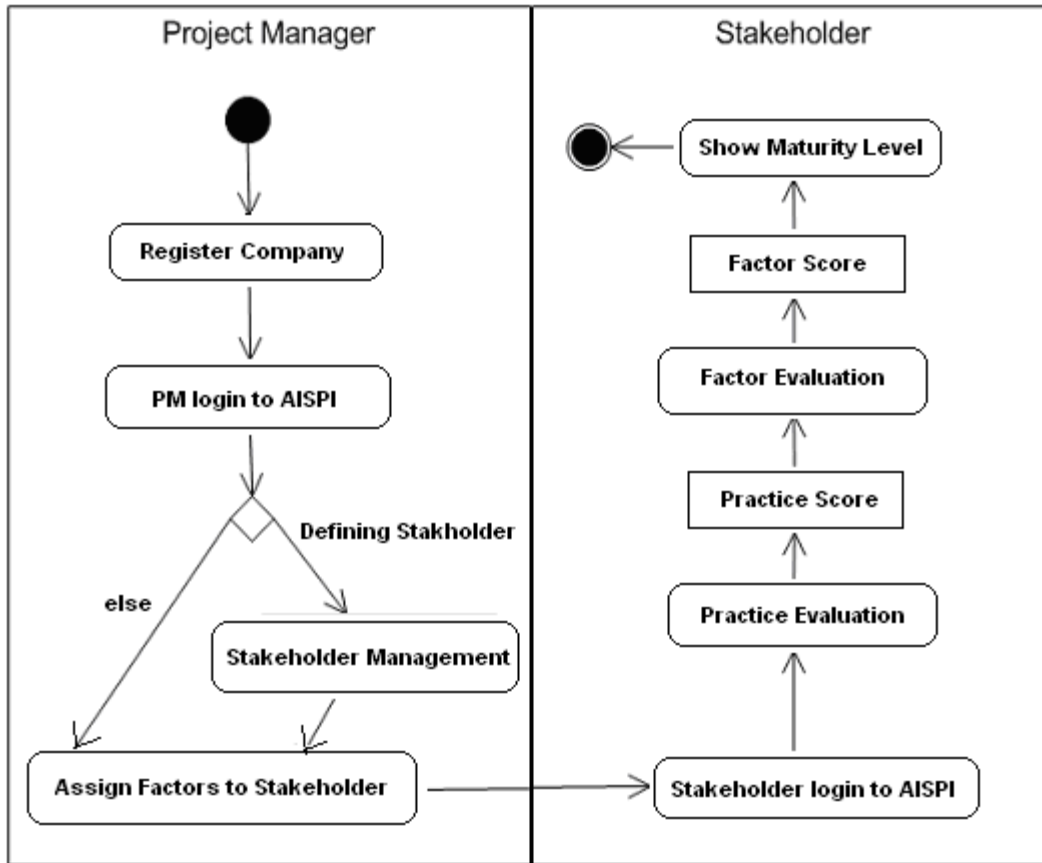 Project Manager
Register Company
PM login to AISPI
Defining Stakholder
else
Stakeholder Management
Assign Factors to Stakeholder
Stakeholder
Show Maturity Level
Factor Score
Factor Evaluation
Practice Score
Practice Evaluation
Stakeholder login to AISPI